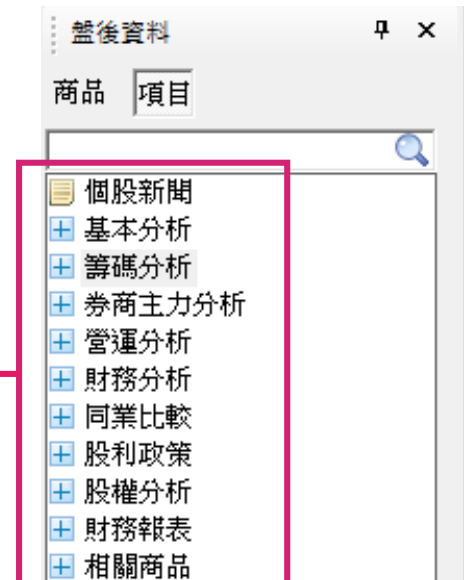 盤後資料
商品 項目
個股新聞
基本分析
籌碼分析
券商主力分析
營運分析
財務分析
同業比較
股利政策
股權分析
財務報表
相關商品